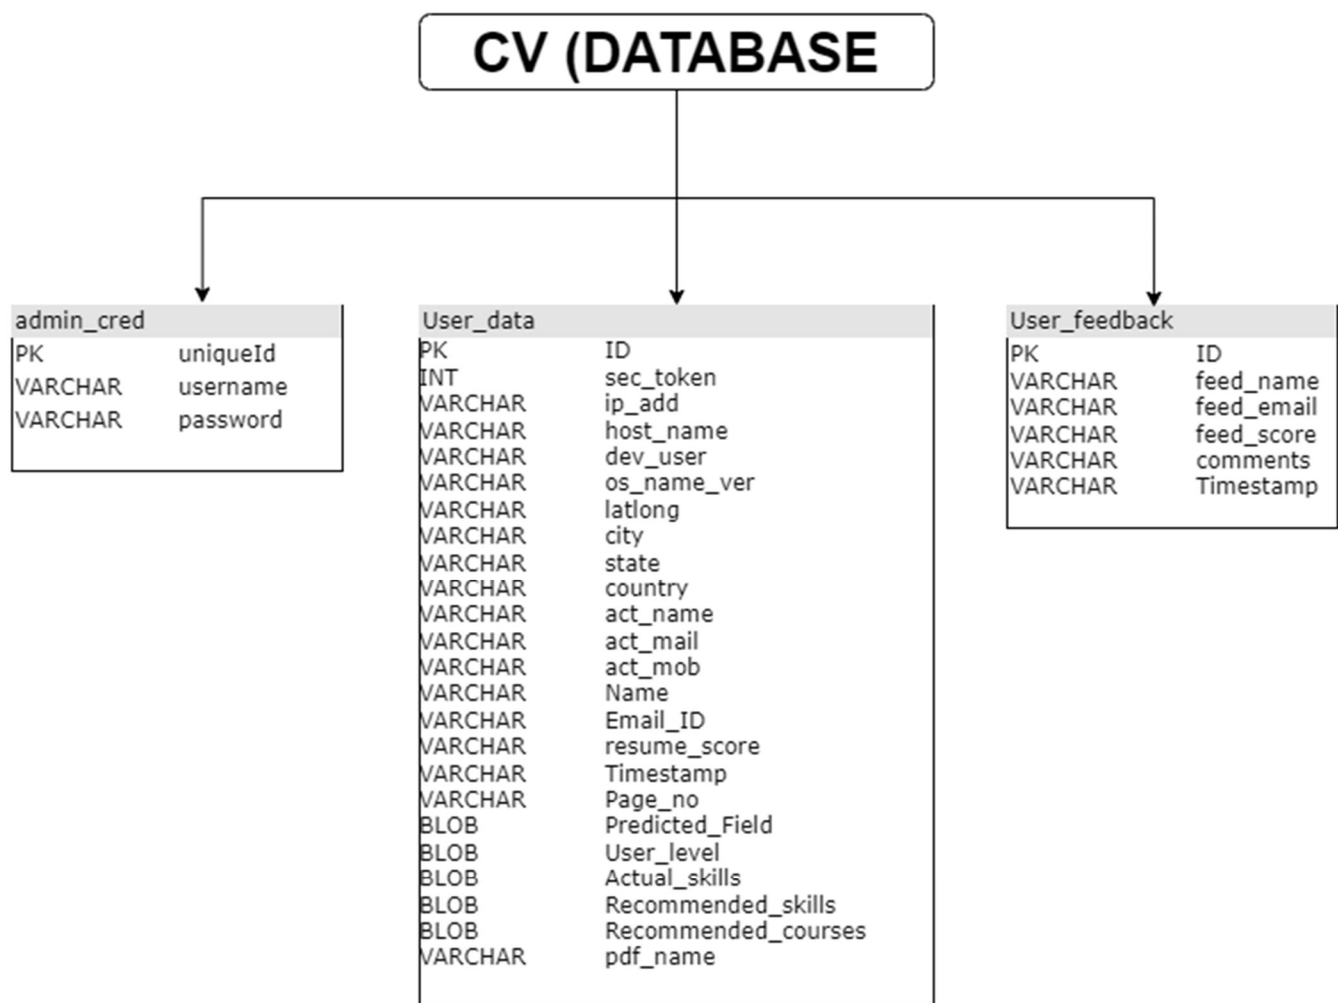 CV (DATABASE
admin_cred
PK uniqueId
VARCHAR username
VARCHAR password
User_data
PK ID
INT sec_token
VARCHAR ip_add
VARCHAR host_name
VARCHAR dev_user
VARCHAR os_name_ver
VARCHAR latlong
VARCHAR city
VARCHAR state
VARCHAR country
VARCHAR act_name
VARCHAR act_mail
VARCHAR act_mob
VARCHAR Name
VARCHAR Email_ID
VARCHAR resume_score
VARCHAR Timestamp
VARCHAR Page_no
BLOB Predicted_Field
BLOB User_level
BLOB Actual_skills
BLOB Recommended_skills
BLOB Recommended_courses
VARCHAR pdf_name
User_feedback
PK ID
VARCHAR feed_name
VARCHAR feed_email
VARCHAR feed_score
VARCHAR comments
VARCHAR Timestamp